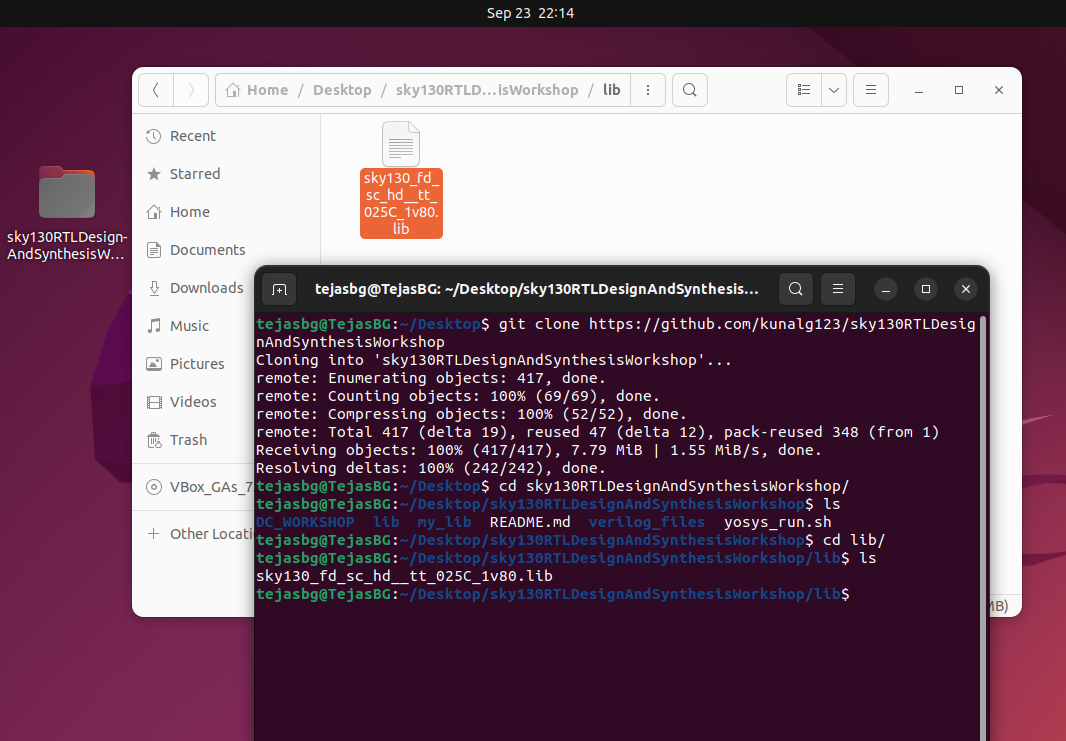 Sep 23 22:14
Home / Desktop / sky130RTLD...isWorkshop / lib
Recent
Starred
Home
Documents
Downloads
Music
Pictures
Videos
Trash
VBox_GAs_7
Other Locati
sky130_fd_
sc_hd__tt_
025C_1v80.
lib
sky130RTLDesign-
AndSynthesisW...
MB)
tejasbg@TejasBG: ~/Desktop/sky130RTLDesignAndSynthesis...
tejasbg@TejasBG:~/Desktop$ git clone https://github.com/kunalg123/sky130RTLDesig
nAndSynthesisWorkshop
Cloning into 'sky130RTLDesignAndSynthesisWorkshop'...
remote: Enumerating objects: 417, done.
remote: Counting objects: 100% (69/69), done.
remote: Compressing objects: 100% (52/52), done.
remote: Total 417 (delta 19), reused 47 (delta 12), pack-reused 348 (from 1)
Receiving objects: 100% (417/417), 7.79 MiB | 1.55 MiB/s, done.
Resolving deltas: 100% (242/242), done.
tejasbg@TejasBG:~/Desktop$ cd sky130RTLDesignAndSynthesisWorkshop/
tejasbg@TejasBG:~/Desktop/sky130RTLDesignAndSynthesisWorkshop$ ls
DC_WORKSHOP lib my_lib README.md verilog_files yosys_run.sh
tejasbg@TejasBG:~/Desktop/sky130RTLDesignAndSynthesisWorkshop$ cd lib/
tejasbg@TejasBG:~/Desktop/sky130RTLDesignAndSynthesisWorkshop/lib$ ls
sky130_fd_sc_hd__tt_025C_1v80.lib
tejasbg@TejasBG:~/Desktop/sky130RTLDesignAndSynthesisWorkshop/lib$